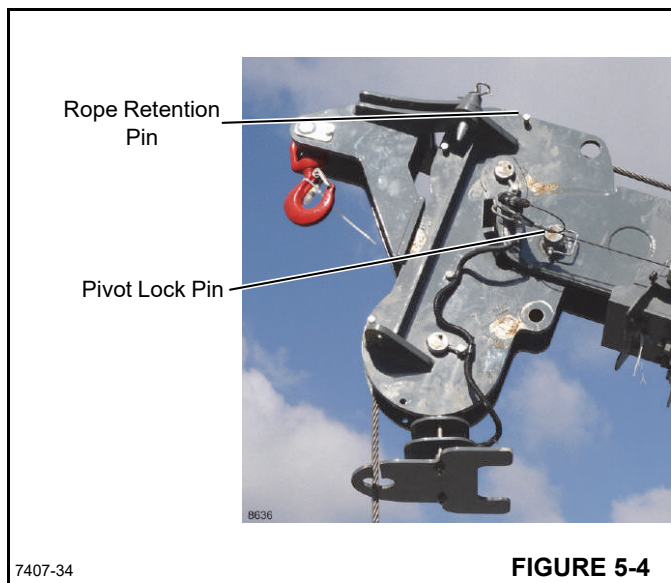 Rope Retention
Pin
Pivot Lock Pin
8636
7407-34
FIGURE 5-4